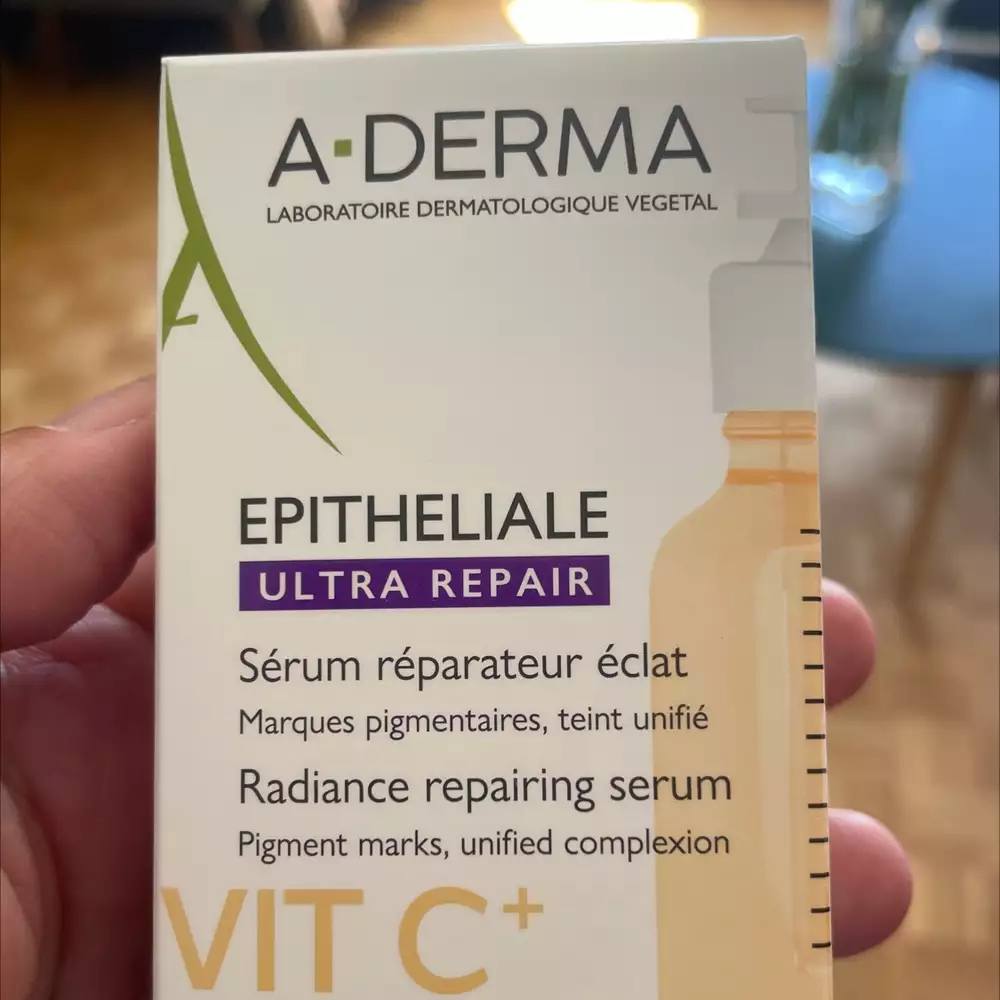 A·DERMA
LABORATOIRE DERMATOLOGIQUE VEGETAL
EPITHELIALE
ULTRA REPAIR
Sérum réparateur éclat
Marques pigmentaires, teint unifié
Radiance repairing serum
Pigment marks, unified complexion
VIT C+